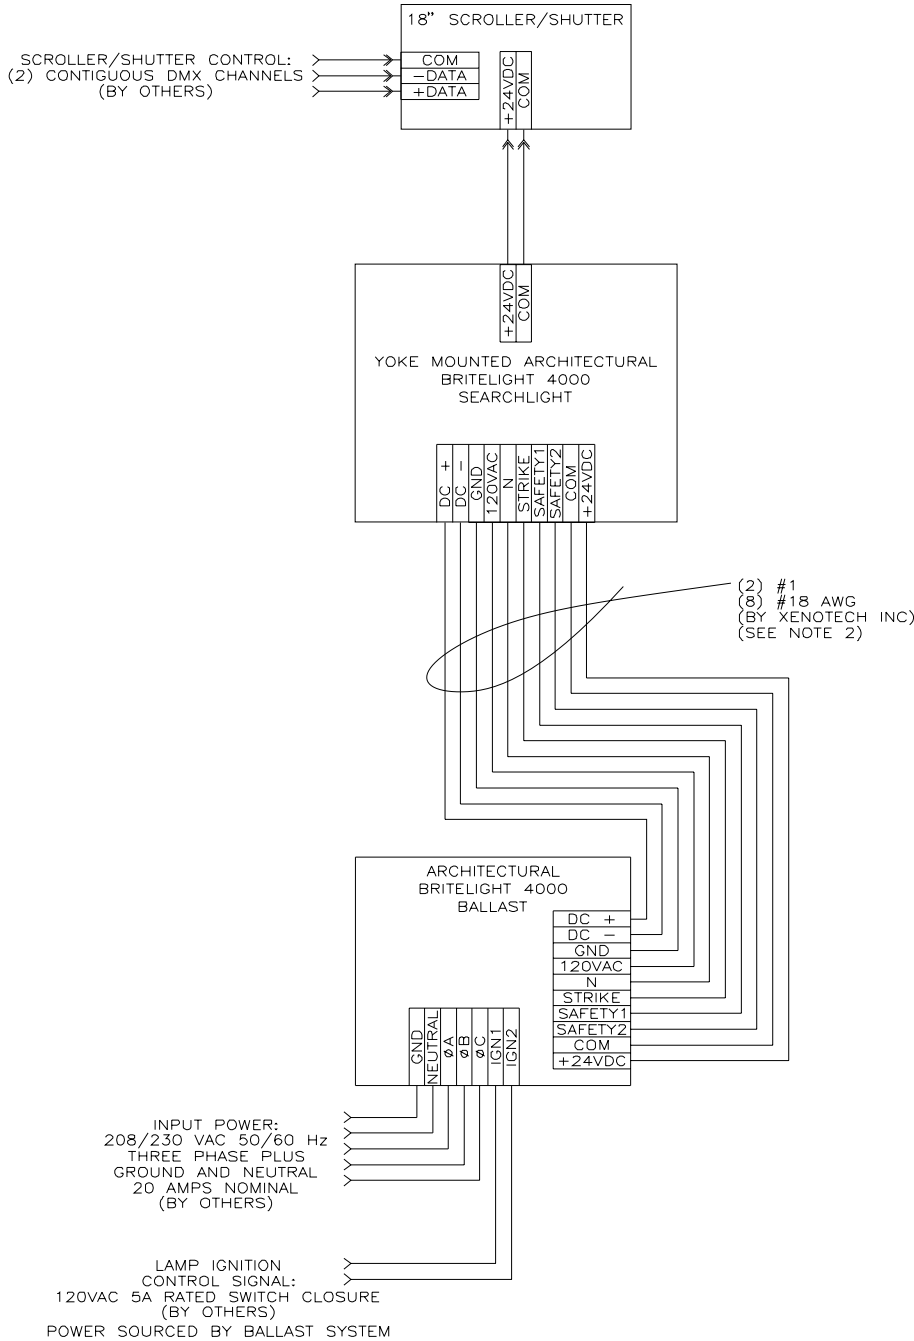 18" SCROLLER/SHUTTER
SCROLLER/SHUTTER CONTROL:
(2) CONTIGUOUS DMX CHANNELS
(BY OTHERS)
COM
-DATA
+DATA
+24VDC
COM
+24VDC
COM
YOKE MOUNTED ARCHITECTURAL
BRITELIGHT 4000
SEARCHLIGHT
DC +
DC -
GND
120VAC
N
STRIKE
SAFETY1
SAFETY2
COM
+24VDC
(2) #1
(8) #18 AWG
(BY XENOTECH INC)
(SEE NOTE 2)
ARCHITECTURAL
BRITELIGHT 4000
BALLAST
DC +
DC -
GND
120VAC
N
STRIKE
SAFETY1
SAFETY2
COM
+24VDC
GND
NEUTRAL
øA
øB
øC
IGN1
IGN2
INPUT POWER:
208/230 VAC 50/60 Hz
THREE PHASE PLUS
GROUND AND NEUTRAL
20 AMPS NOMINAL
(BY OTHERS)
LAMP IGNITION
CONTROL SIGNAL:
120VAC 5A RATED SWITCH CLOSURE
(BY OTHERS)
POWER SOURCED BY BALLAST SYSTEM